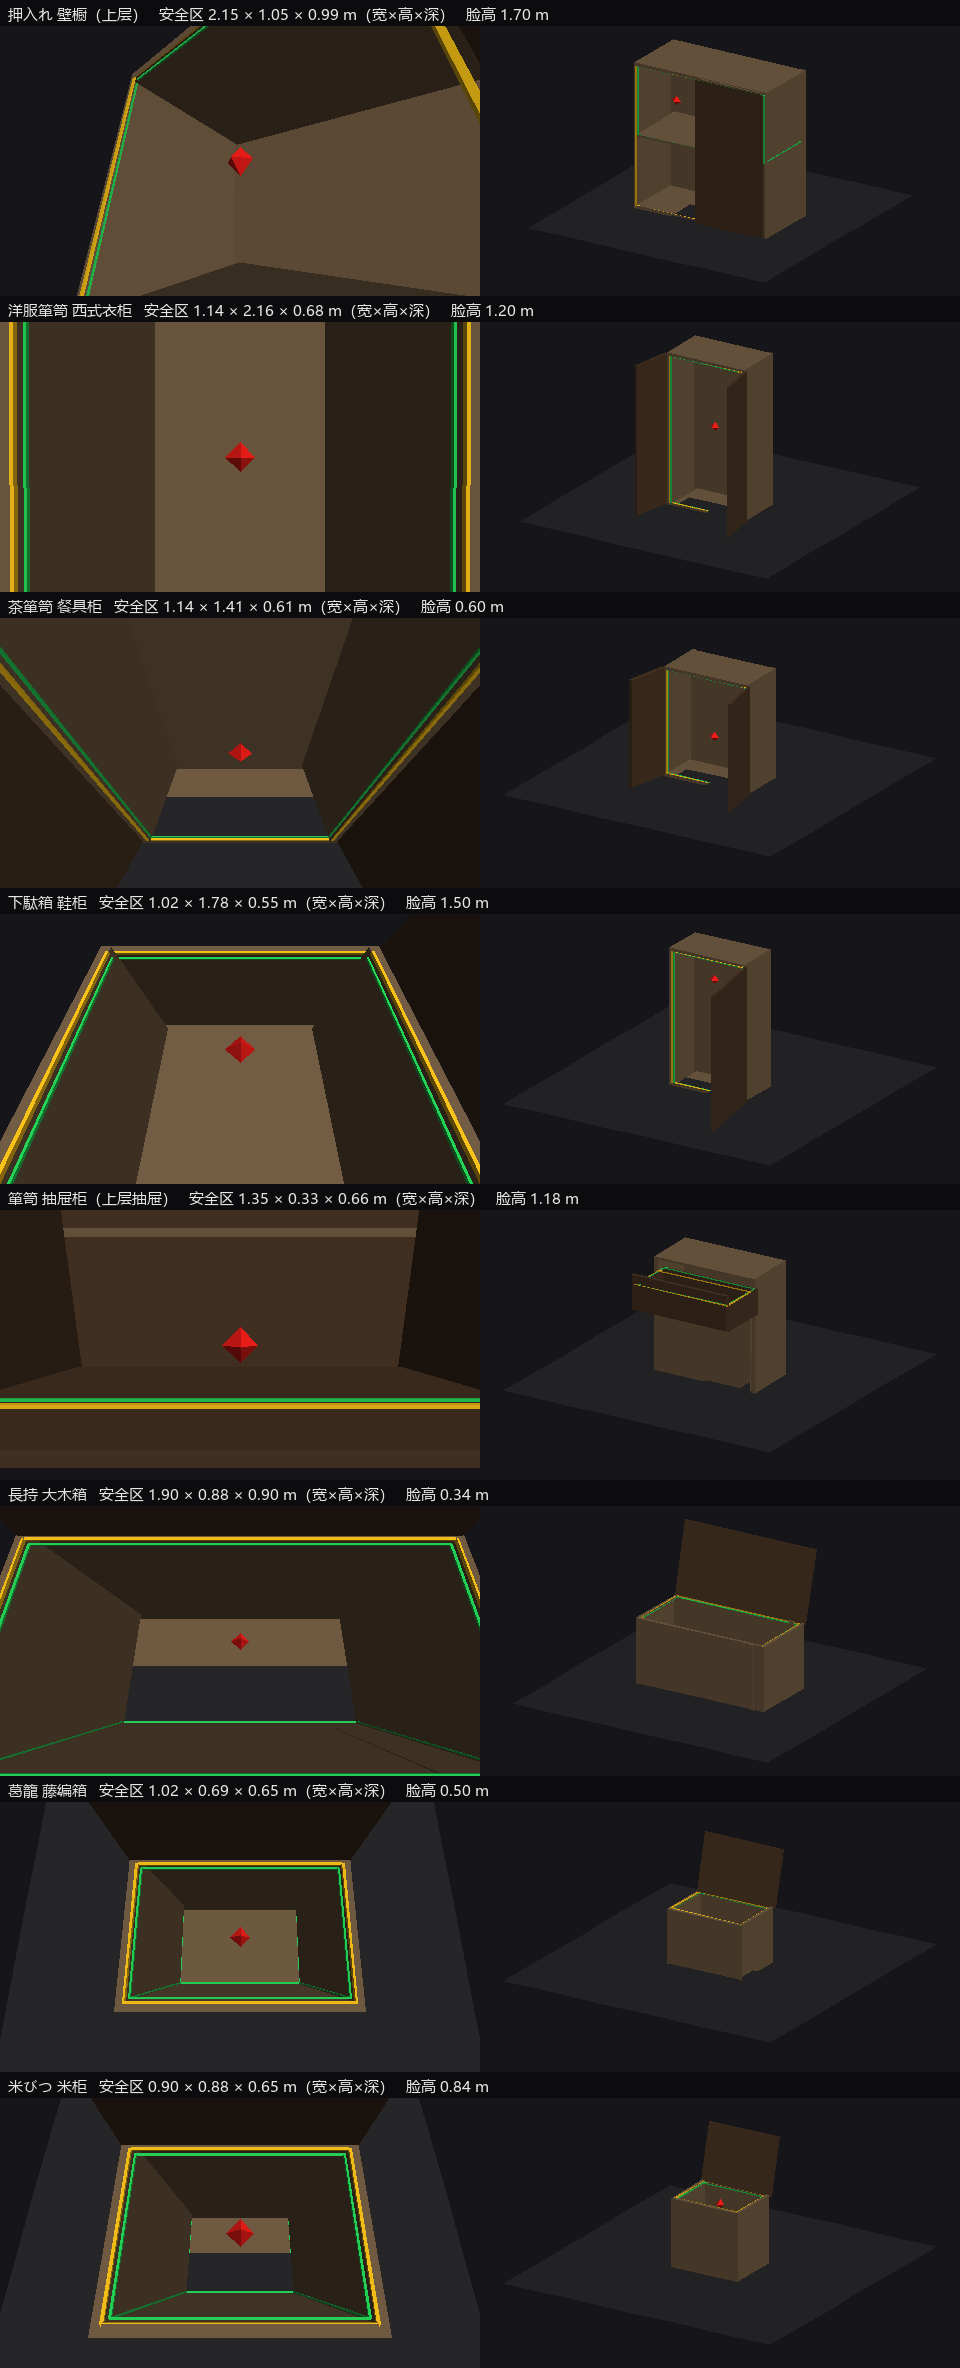 押入れ 壁橱（上层） 安全区 2.15 × 1.05 × 0.99 m（宽×高×深） 脸高 1.70 m
洋服箪笥 西式衣柜 安全区 1.14 × 2.16 × 0.68 m（宽×高×深） 脸高 1.20 m
茶箪笥 餐具柜 安全区 1.14 × 1.41 × 0.61 m（宽×高×深） 脸高 0.60 m
下駄箱 鞋柜 安全区 1.02 × 1.78 × 0.55 m（宽×高×深） 脸高 1.50 m
箪笥 抽屉柜（上层抽屉） 安全区 1.35 × 0.33 × 0.66 m（宽×高×深） 脸高 1.18 m
長持 大木箱 安全区 1.90 × 0.88 × 0.90 m（宽×高×深） 脸高 0.34 m
葛籠 藤编箱 安全区 1.02 × 0.69 × 0.65 m（宽×高×深） 脸高 0.50 m
米びつ 米柜 安全区 0.90 × 0.88 × 0.65 m（宽×高×深） 脸高 0.84 m